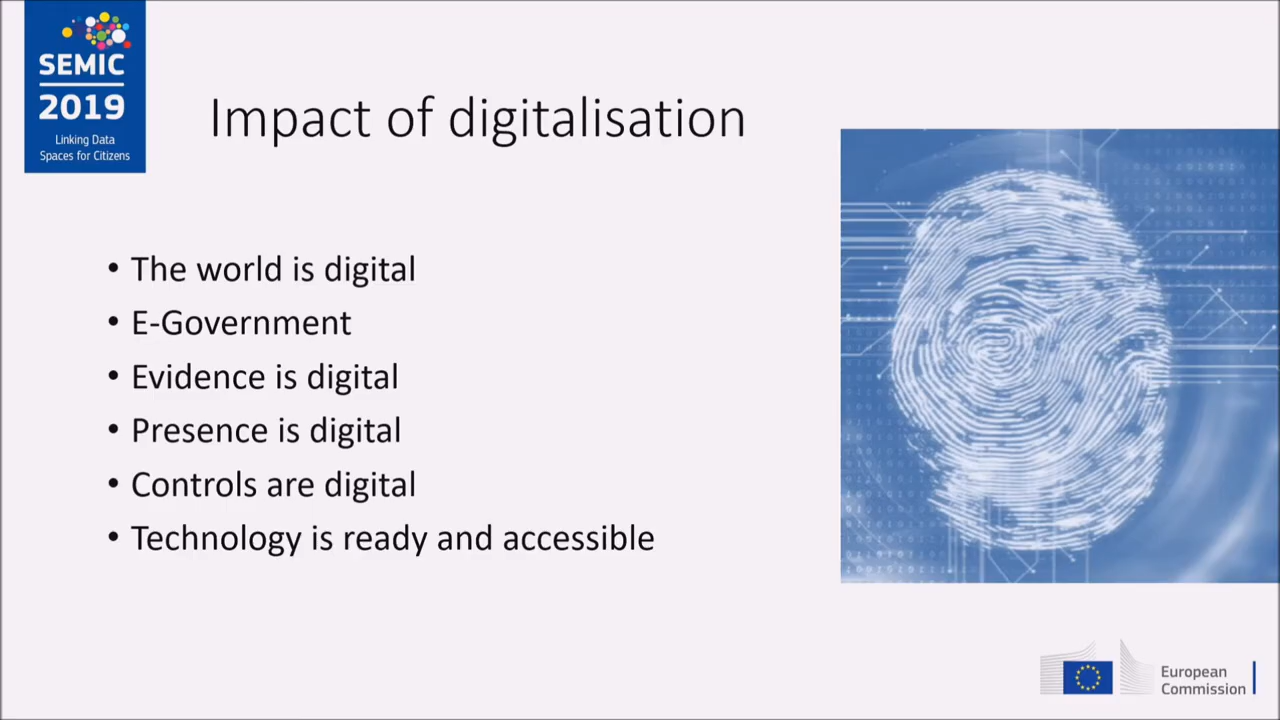 SEMIC
2019
Linking Data
Spaces for Citizens
Impact of digitalisation
• The world is digital
• E-Government
• Evidence is digital
• Presence is digital
• Controls are digital
• Technology is ready and accessible
European
Commission